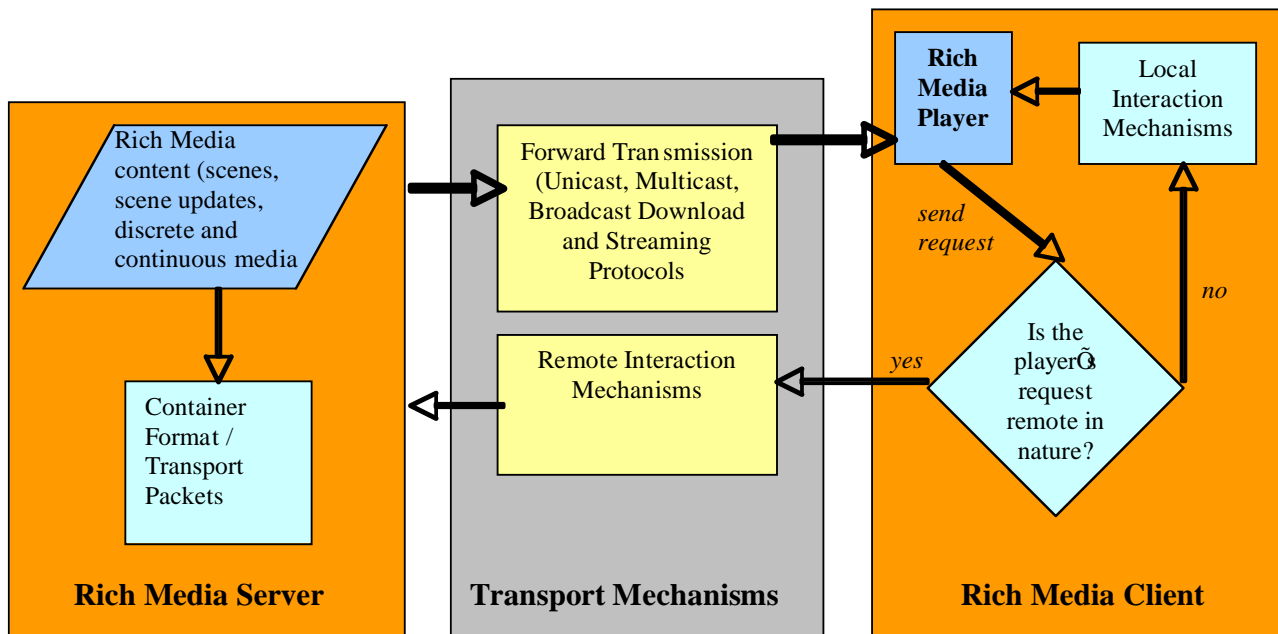 Rich Media
content (scenes,
scene updates,
discrete and
continuous media
Container
Format /
Transport
Packets
Rich Media Server
Forward Transmission
(Unicast, Multicast,
Broadcast Download
and Streaming
Protocols
Remote Interaction
Mechanisms
Transport Mechanisms
Rich
Media
Player
Local
Interaction
Mechanisms
send
request
no
yes
Is the
playerÕs
request
remote in
nature?
Rich Media Client